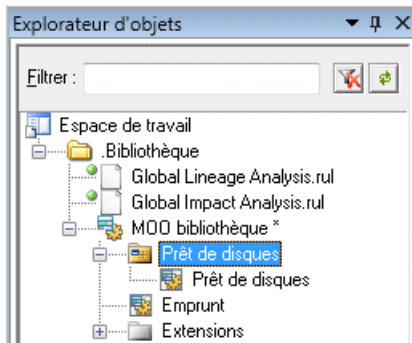 Explorateur d'objets
Filtrer :
Espace de travail
.Bibliothèque
Global Lineage Analysis.rul
Global Impact Analysis.rul
MOO bibliothèque *
Prêt de disques
Prêt de disques
Emprunt
Extensions